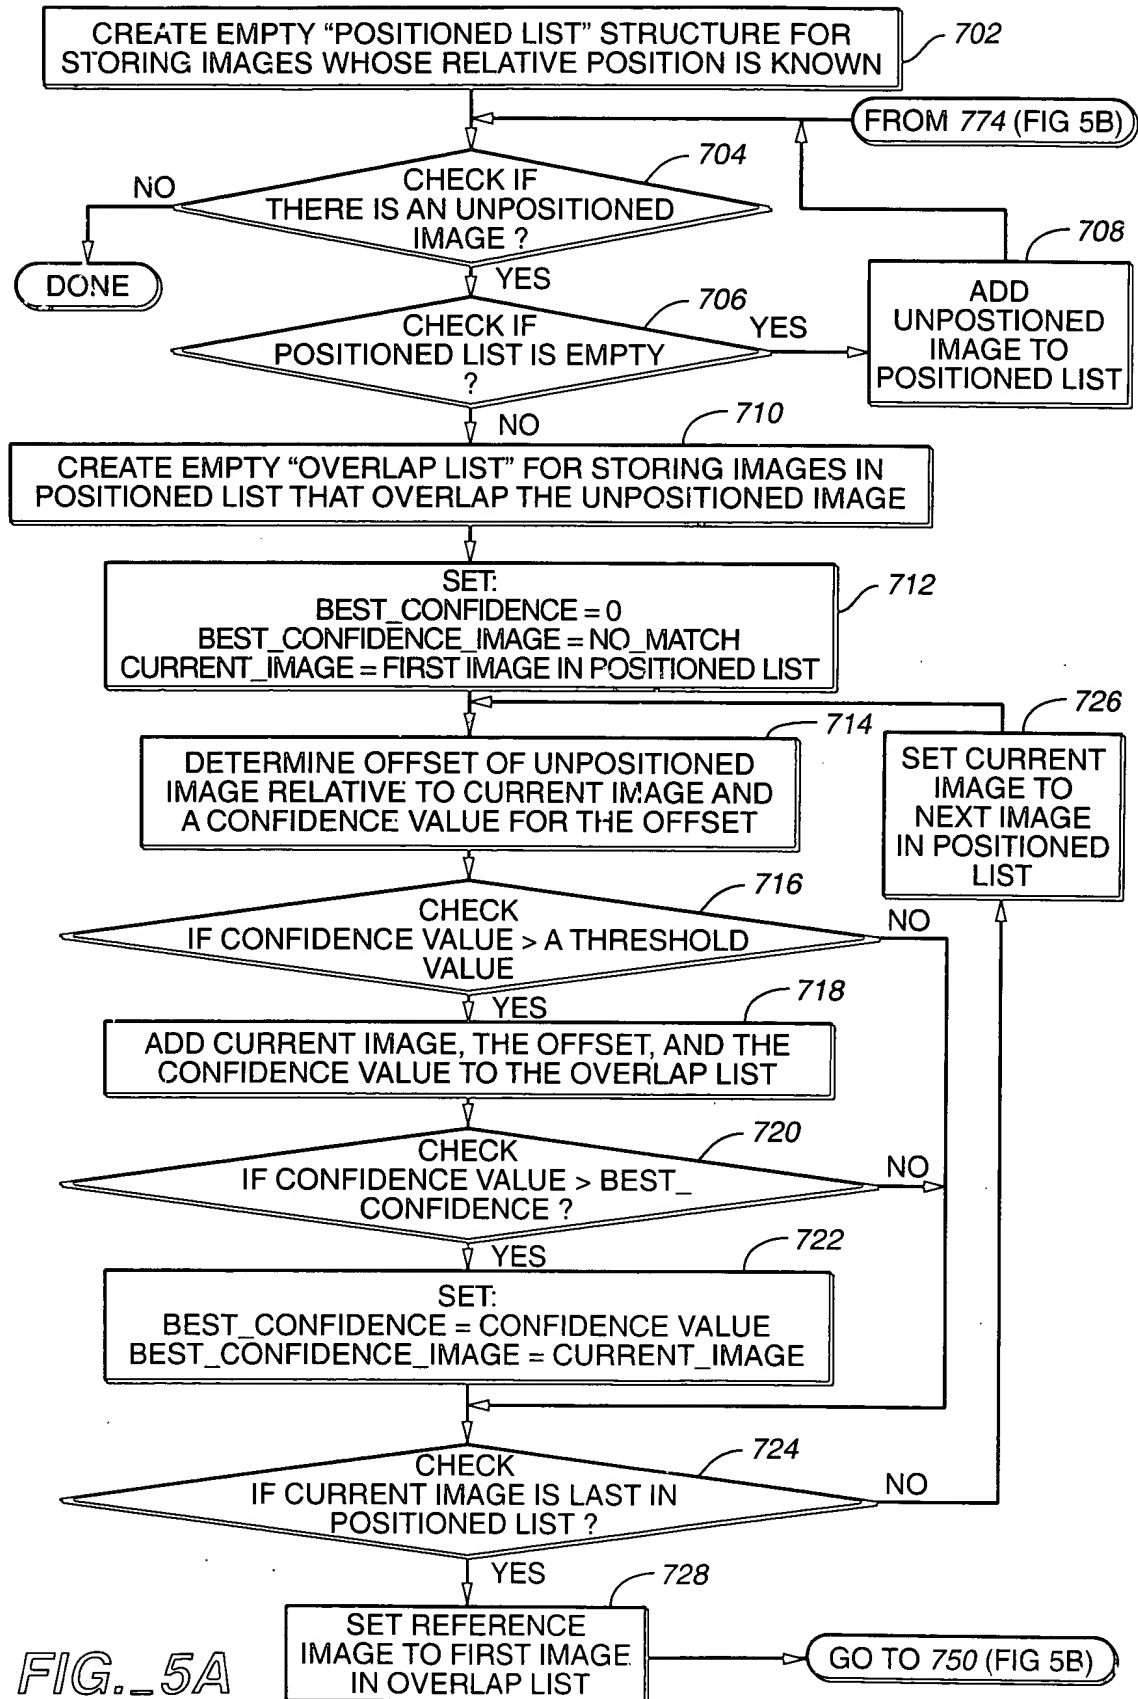 CREATE EMPTY “POSITIONED LIST” STRUCTURE FOR
STORING IMAGES WHOSE RELATIVE POSITION IS KNOWN
702
FROM 774 (FIG 5B)
704
NO
CHECK IF
THERE IS AN UNPOSITIONED
IMAGE ?
DONE
YES
708
ADD
UNPOSTIONED
IMAGE TO
POSITIONED LIST
706
CHECK IF
POSITIONED LIST IS EMPTY
?
YES
NO
710
CREATE EMPTY “OVERLAP LIST” FOR STORING IMAGES IN
POSITIONED LIST THAT OVERLAP THE UNPOSITIONED IMAGE
712
SET:
BEST_CONFIDENCE = 0
BEST_CONFIDENCE_IMAGE = NO_MATCH
CURRENT_IMAGE = FIRST IMAGE IN POSITIONED LIST
714
DETERMINE OFFSET OF UNPOSITIONED
IMAGE RELATIVE TO CURRENT IMAGE AND
A CONFIDENCE VALUE FOR THE OFFSET
726
SET CURRENT
IMAGE TO
NEXT IMAGE
IN POSITIONED
LIST
716
CHECK
IF CONFIDENCE VALUE > A THRESHOLD
VALUE
NO
YES
718
ADD CURRENT IMAGE, THE OFFSET, AND THE
CONFIDENCE VALUE TO THE OVERLAP LIST
720
CHECK
IF CONFIDENCE VALUE > BEST_
CONFIDENCE ?
NO
YES
722
SET:
BEST_CONFIDENCE = CONFIDENCE VALUE
BEST_CONFIDENCE_IMAGE = CURRENT_IMAGE
724
CHECK
IF CURRENT IMAGE IS LAST IN
POSITIONED LIST ?
NO
YES
728
SET REFERENCE
IMAGE TO FIRST IMAGE
IN OVERLAP LIST
GO TO 750 (FIG 5B)
FIG._5A